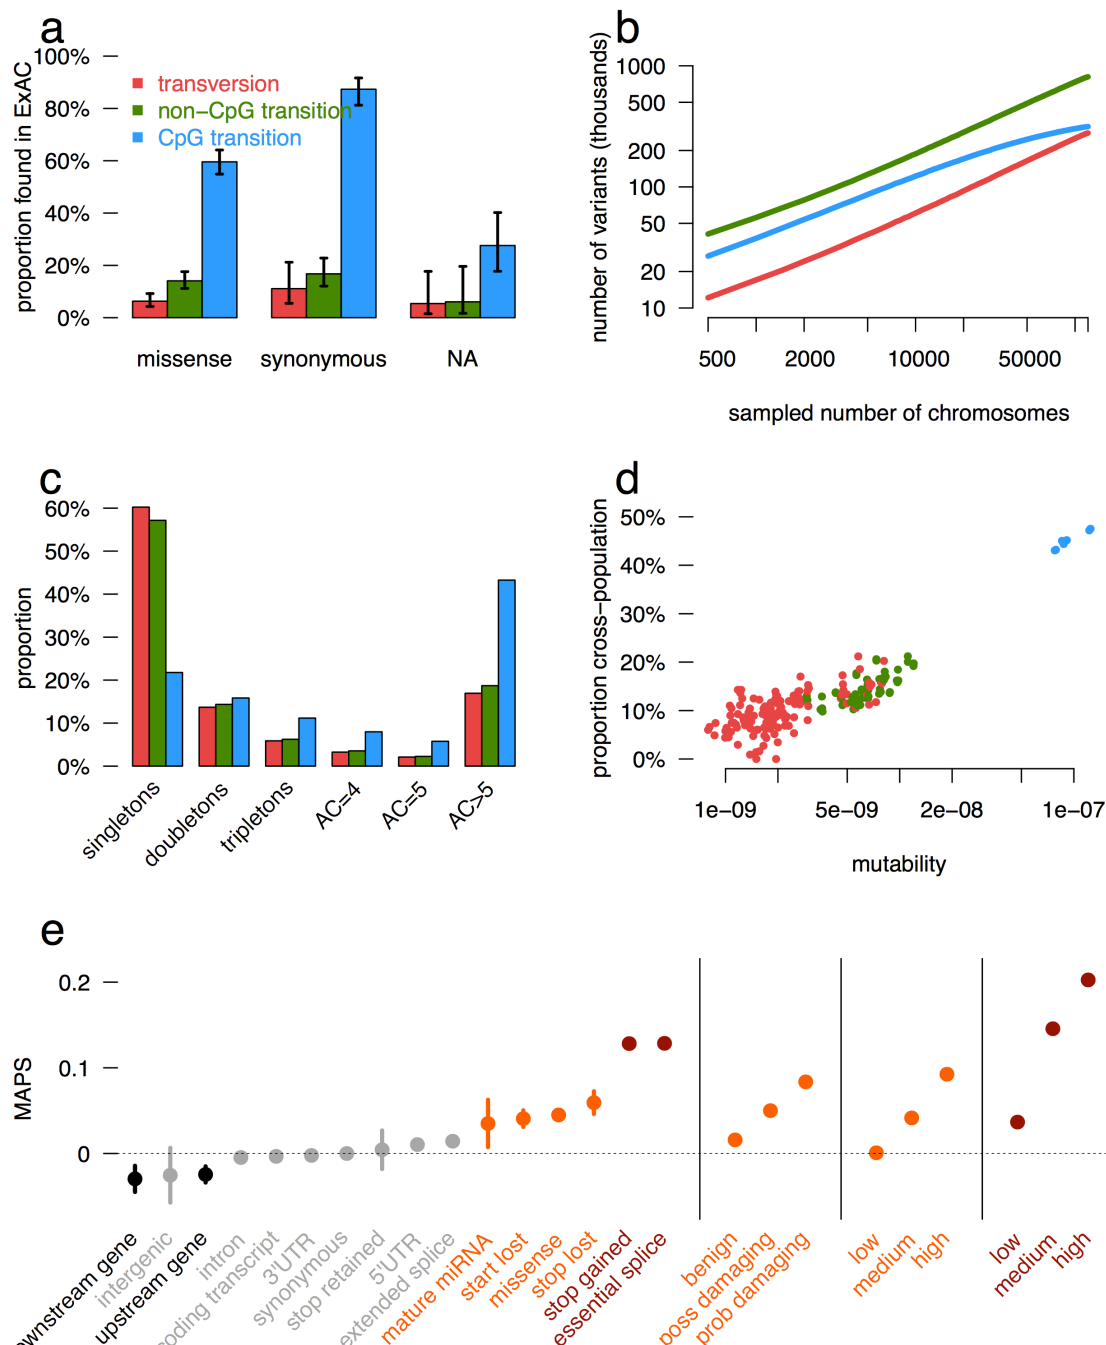 a
100%
80%
60%
40%
20%
0%
proportion found in ExAC
transversion
non−CpG transition
CpG transition
missense
synonymous
NA
b
1000
500
200
100
50
20
10
number of variants (thousands)
500
2000
10000
50000
sampled number of chromosomes
c
60%
50%
40%
30%
20%
10%
0%
proportion
singletons
doubletons
tripletons
AC=4
AC=5
AC>5
d
50%
40%
30%
20%
10%
0%
proportion cross−population
1e−09
5e−09
2e−08
1e−07
mutability
e
0.2
0.1
0
MAPS
ownstream gene
intergenic
upstream gene
intron
coding transcript
3'UTR
synonymous
stop retained
5'UTR
extended splice
mature miRNA
start lost
missense
stop lost
stop gained
essential splice
benign
poss damaging
prob damaging
low
medium
high
low
medium
high